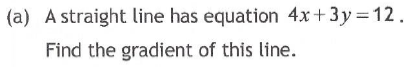 (a) A straight line has equation 4x+3y=12.
Find the gradient of this line.